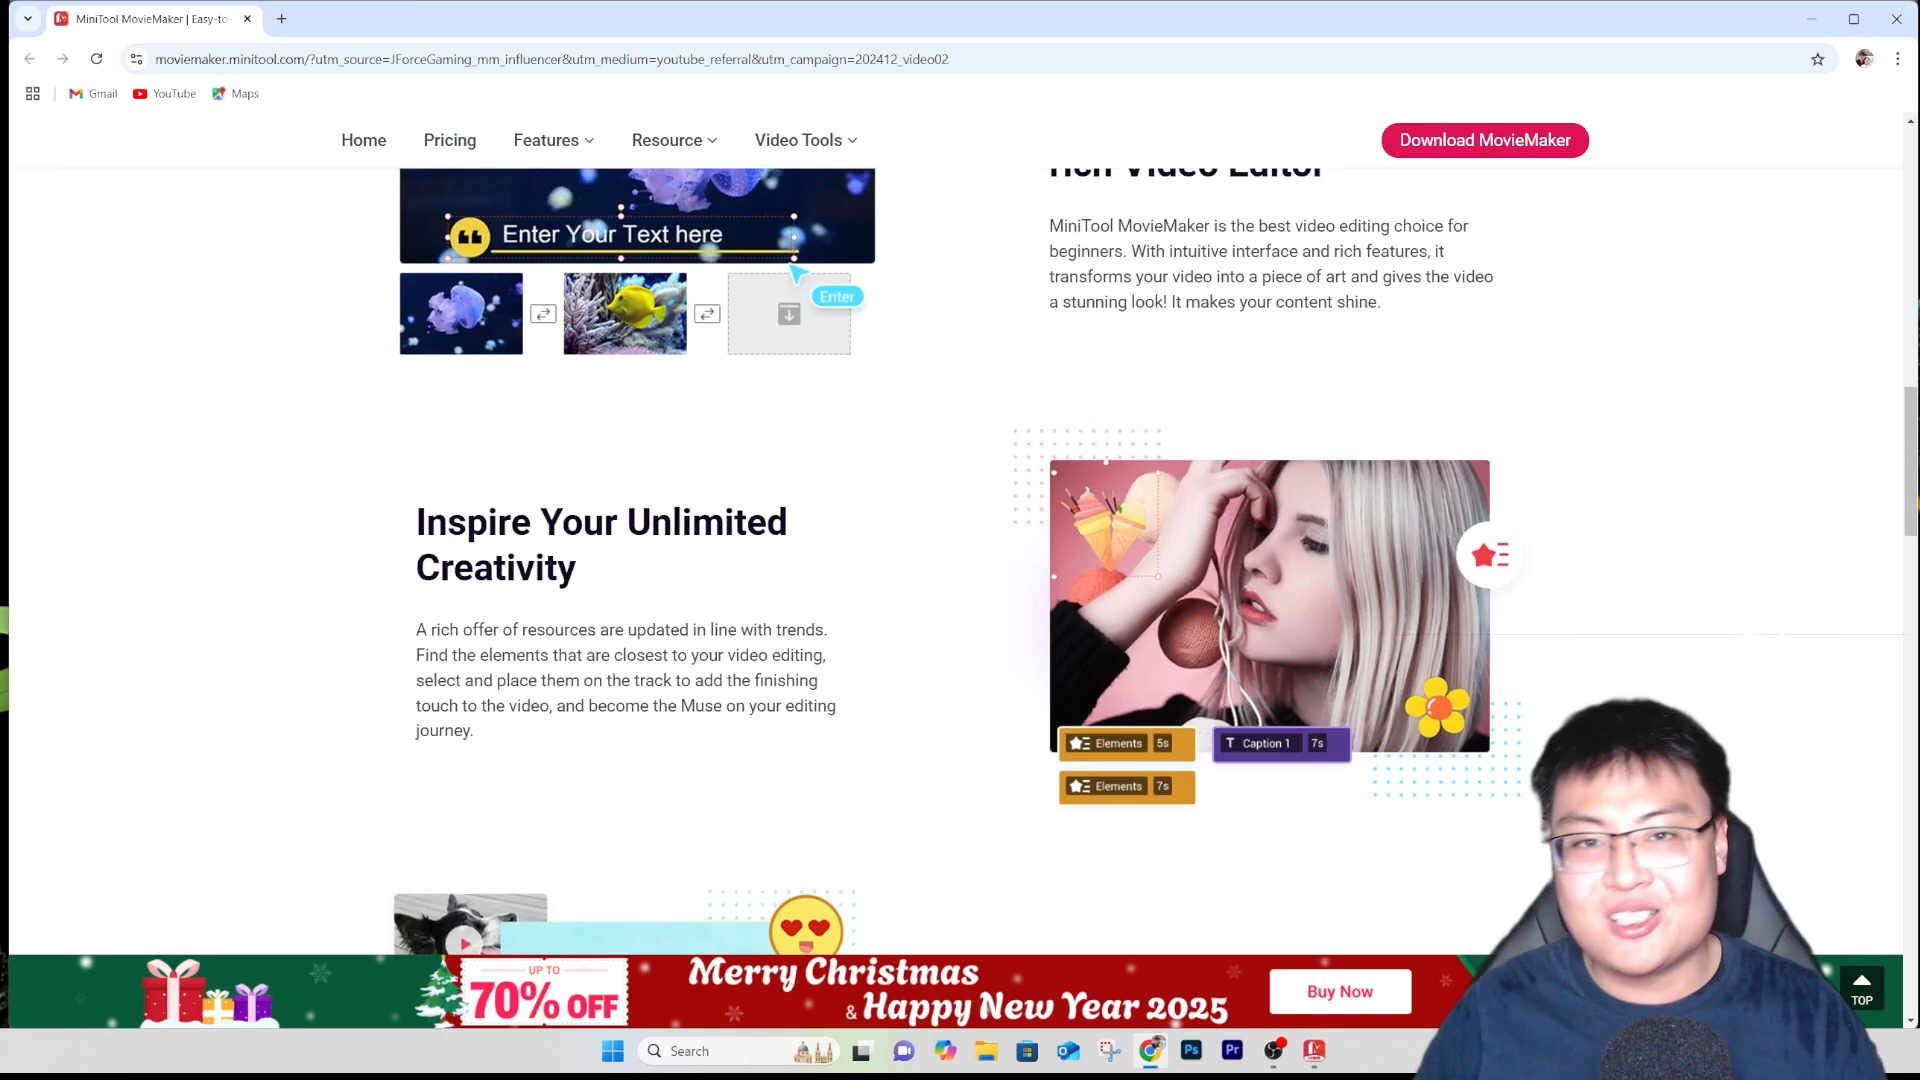 MiniTool MovieMaker | Easy-to
moviemaker.minitool.com/?utm_source=JForceGaming_mm_influencer&utm_medium=youtube_referral&utm_campaign=202412_video02
Gmail
YouTube
Maps
Home
Pricing
Features
Resource
Video Tools
Download MovieMaker
Enter Your Text here
Enter
Rich Video Editor
MiniTool MovieMaker is the best video editing choice for
beginners. With intuitive interface and rich features, it
transforms your video into a piece of art and gives the video
a stunning look! It makes your content shine.
Inspire Your Unlimited
Creativity
A rich offer of resources are updated in line with trends.
Find the elements that are closest to your video editing,
select and place them on the track to add the finishing
touch to the video, and become the Muse on your editing
journey.
Elements 5s
T Caption 1 7s
Elements 7s
UP TO
70% OFF
Merry Christmas
& Happy New Year 2025
Buy Now
TOP
Search
Ps
Pr